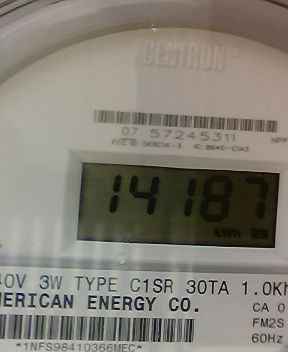 CENTRON®
07 57245311
14187
kWh
40V 3W TYPE C1SR 30TA 1.0Kh
MERICAN ENERGY CO.
CA 0
FM2S
60Hz
*1NFS98410366MEC*